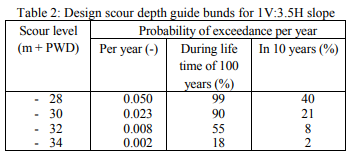 Table 2: Design scour depth guide bunds for 1V:3.5H slope
Scour level Probability of exceedance per year
(m + PWD) Per year (-) During life In 10 years (%)
time of 100
years (%)
- 28 0.050 99 40
- 30 0.023 90 21
- 32 0.008 55 8
- 34 0.002 18 2